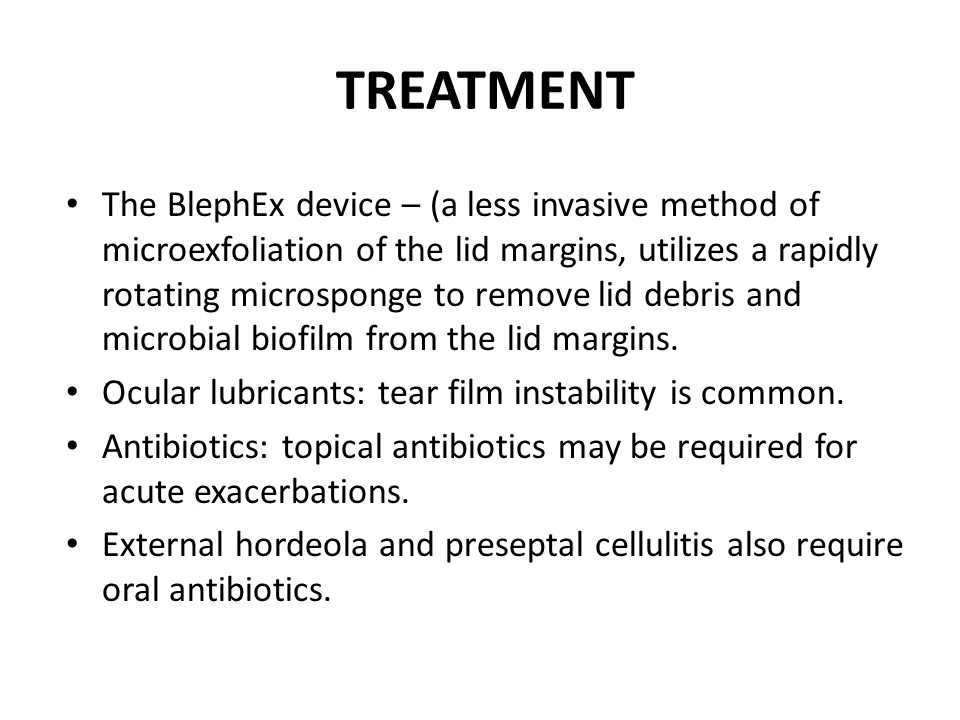 TREATMENT
• The BlephEx device – (a less invasive method of
microexfoliation of the lid margins, utilizes a rapidly
rotating microsponge to remove lid debris and
microbial biofilm from the lid margins.
• Ocular lubricants: tear film instability is common.
• Antibiotics: topical antibiotics may be required for
acute exacerbations.
• External hordeola and preseptal cellulitis also require
oral antibiotics.